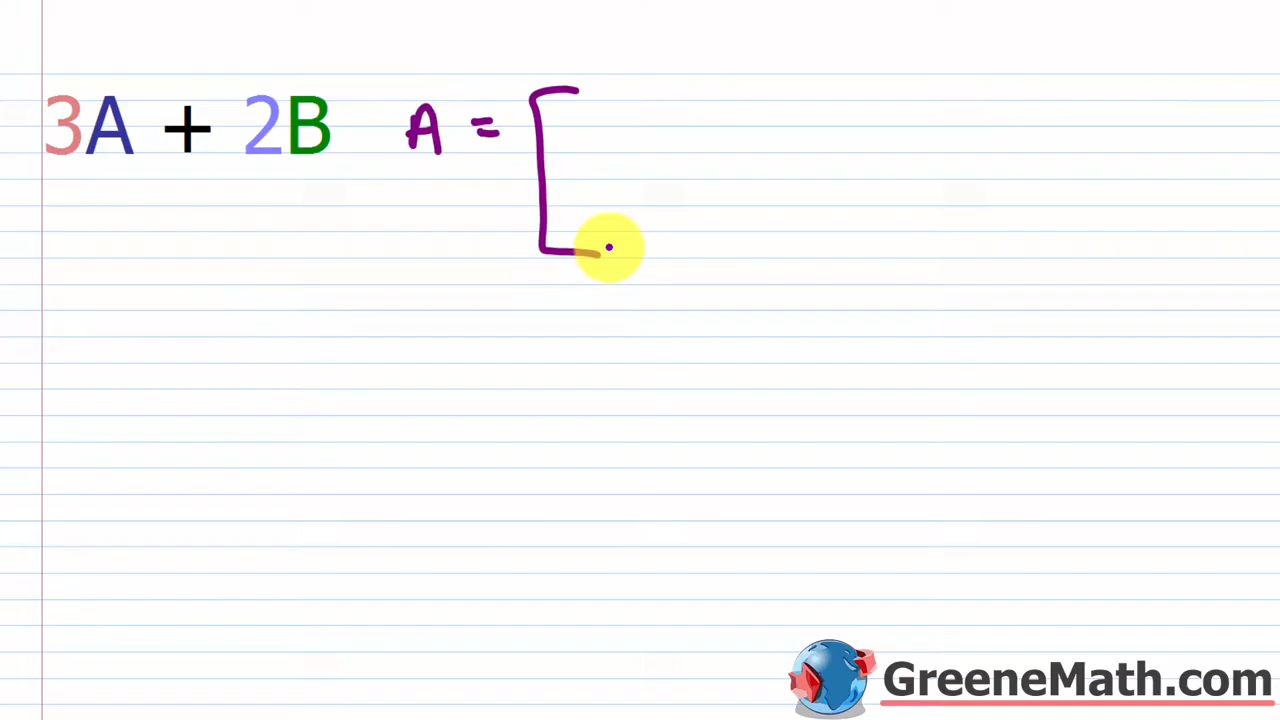 3A + 2B A = [
GreeneMath.com